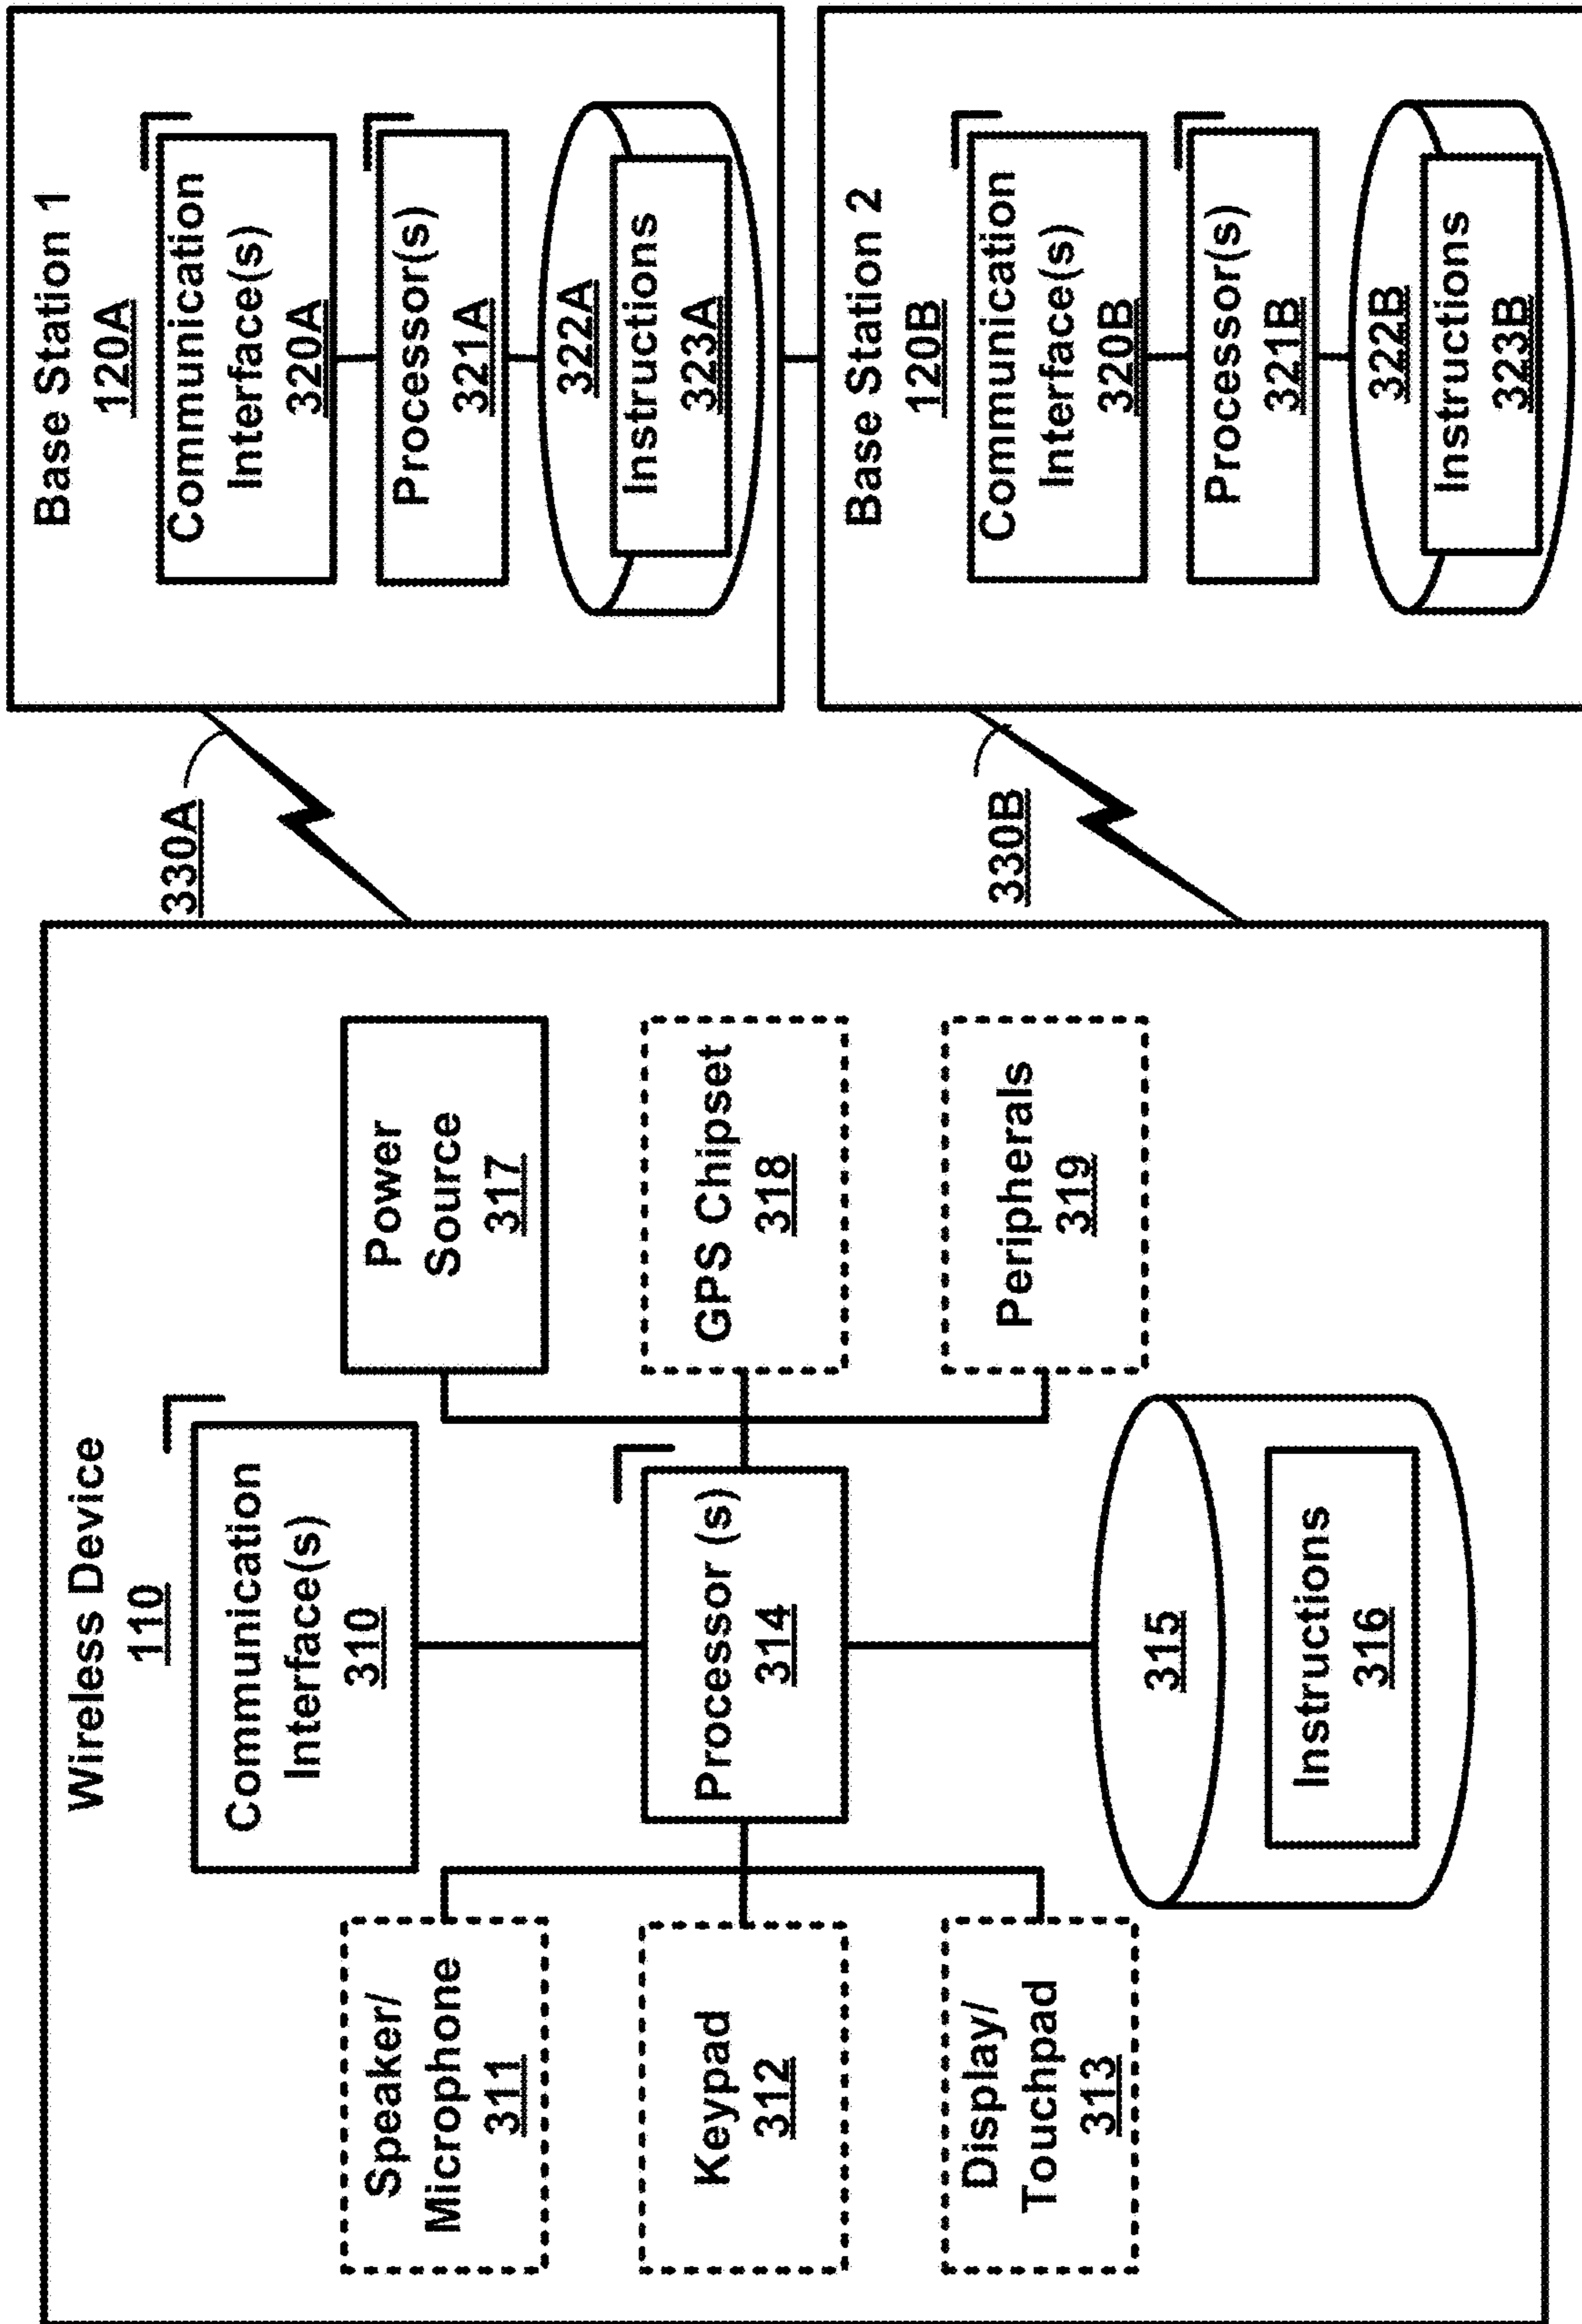 Wireless Device
110
Communication
Interface(s)
310
Speaker/
Microphone
311
Keypad
312
Display/
Touchpad
313
Processor (s)
314
Power
Source
317
GPS Chipset
318
Peripherals
319
315
Instructions
316
330A
330B
Base Station 1
120A
Communication
Interface(s)
320A
Processor(s)
321A
322A
Instructions
323A
Base Station 2
120B
Communication
Interface(s)
320B
Processor(s)
321B
322B
Instructions
323B